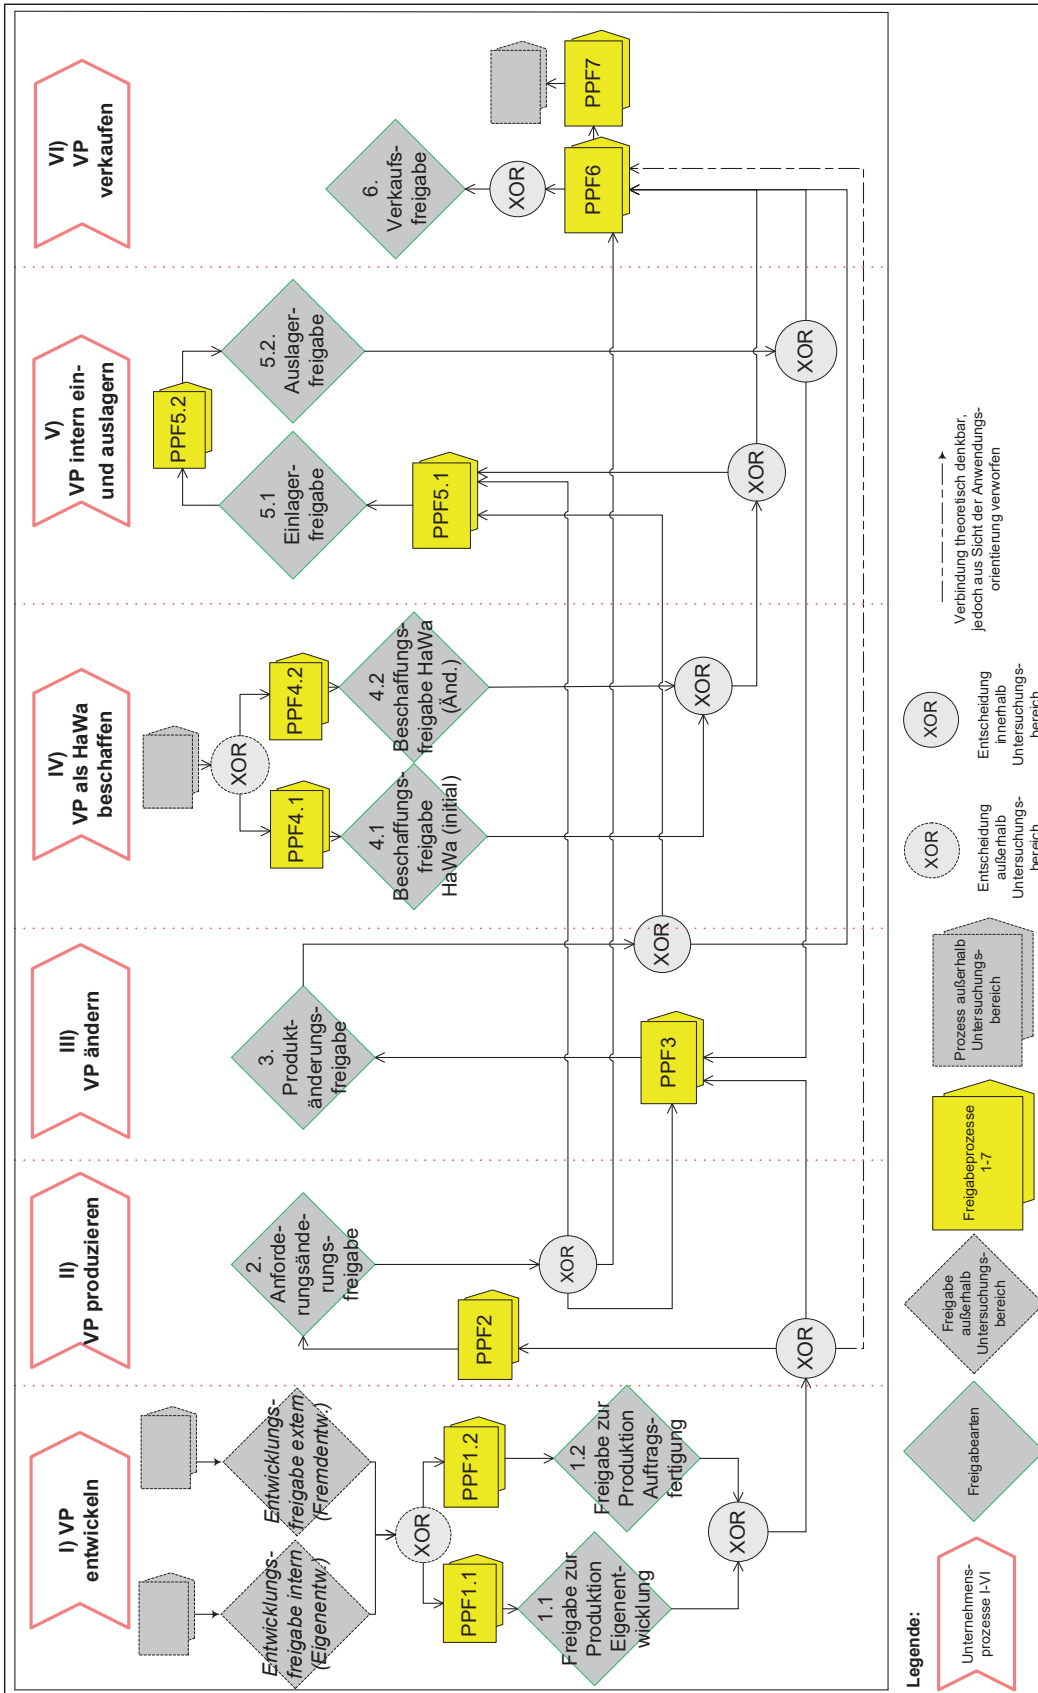 I) VP
entwickeln
II)
VP produzieren
III)
VP ändern
IV)
VP als HaWa
beschaffen
V)
VP intern ein-
und auslagern
VI)
VP
verkaufen
Entwicklungs-
freigabe intern
(Eigenentw.)
Entwicklungs-
freigabe extern
(Fremdentw.)
XOR
PPF1.1
PPF1.2
1.1
Freigabe zur
Produktion
Eigenent-
wicklung
1.2
Freigabe zur
Produktion
Auftrags-
fertigung
XOR
2.
Anforde-
rungsände-
rungs-
freigabe
PPF2
XOR
XOR
3.
Produkt-
änderungs-
freigabe
PPF3
XOR
XOR
PPF4.1
PPF4.2
4.1
Beschaffungs-
freigabe
HaWa (initial)
4.2
Beschaffungs-
freigabe HaWa
(Änd.)
XOR
PPF5.2
5.1
Einlager-
freigabe
5.2.
Auslager-
freigabe
PPF5.1
XOR
XOR
6.
Verkaufs-
freigabe
XOR
PPF6
PPF7
Legende:
Unternehmens-
prozesse I-VI
Freigabearten
Freigabe
außerhalb
Untersuchungs-
bereich
Freigabeprozesse
1-7
Prozess außerhalb
Untersuchungs-
bereich
XOR
Entscheidung
außerhalb
Untersuchungs-
bereich
XOR
Entscheidung
innerhalb
Untersuchungs-
bereich
Verbindung theoretisch denkbar,
jedoch aus Sicht der Anwendungs-
orientierung verworfen